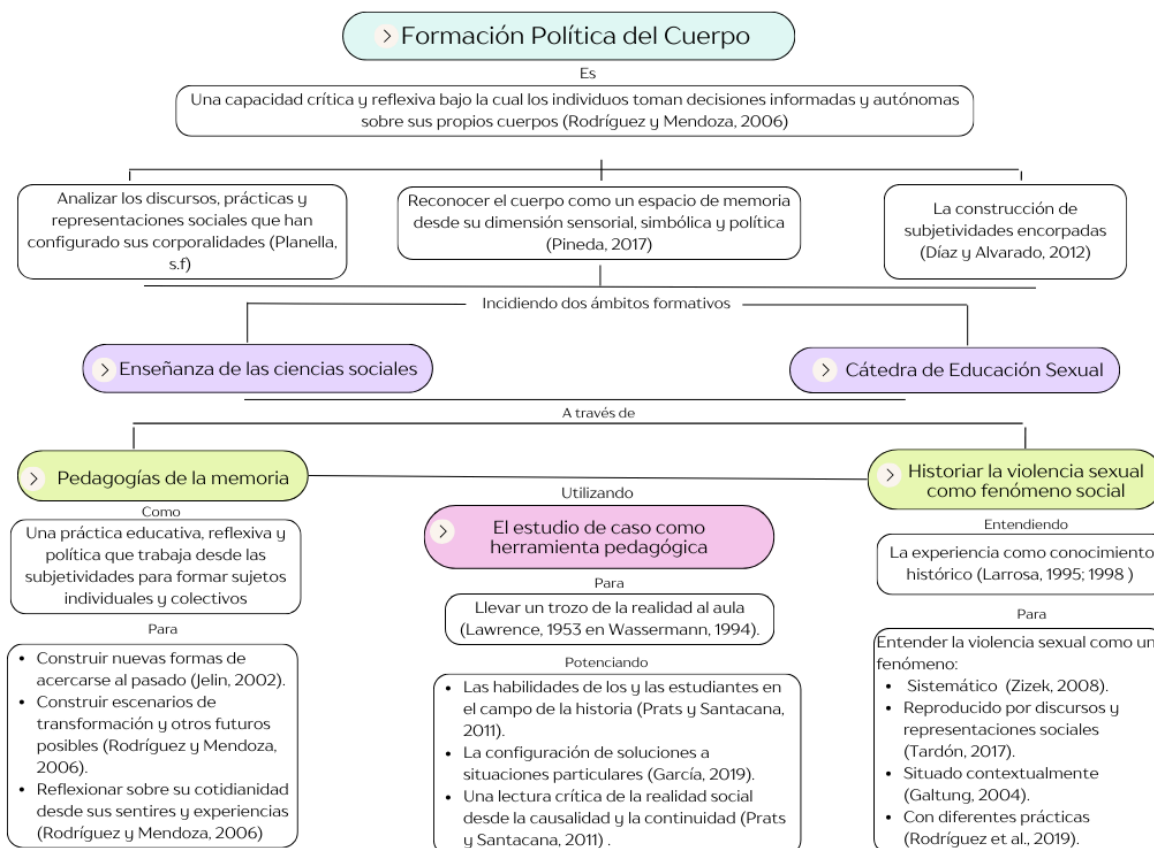 Formación Política del Cuerpo
Es
Una capacidad crítica y reflexiva bajo la cual los individuos toman decisiones informadas y autónomas
sobre sus propios cuerpos (Rodríguez y Mendoza, 2006)
Analizar los discursos, prácticas y
representaciones sociales que han
configurado sus corporalidades (Planella,
s.f)
Reconocer el cuerpo como un espacio de memoria
desde su dimensión sensorial, simbólica y política
(Pineda, 2017)
La construcción de
subjetividades encorpadas
(Díaz y Alvarado, 2012)
Incidiendo dos ámbitos formativos
Enseñanza de las ciencias sociales
Cátedra de Educación Sexual
A través de
Pedagogías de la memoria
Como
Una práctica educativa, reflexiva y
política que trabaja desde las
subjetividades para formar sujetos
individuales y colectivos
Para
• Construir nuevas formas de
acercarse al pasado (Jelin, 2002).
• Construir escenarios de
transformación y otros futuros
posibles (Rodríguez y Mendoza,
2006).
• Reflexionar sobre su cotidianidad
desde sus sentires y experiencias
(Rodríguez y Mendoza, 2006)
Utilizando
El estudio de caso como
herramienta pedagógica
Para
Llevar un trozo de la realidad al aula
(Lawrence, 1953 en Wassermann, 1994).
Potenciando
• Las habilidades de los y las estudiantes en
el campo de la historia (Prats y Santacana,
2011).
• La configuración de soluciones a
situaciones particulares (García, 2019).
• Una lectura crítica de la realidad social
desde la causalidad y la continuidad (Prats
y Santacana, 2011) .
Historiar la violencia sexual
como fenómeno social
Entendiendo
La experiencia como conocimiento
histórico (Larrosa, 1995; 1998 )
Para
Entender la violencia sexual como un
fenómeno:
• Sistemático (Zizek, 2008).
• Reproducido por discursos y
representaciones sociales
(Tardón, 2017).
• Situado contextualmente
(Galtung, 2004).
• Con diferentes prácticas
(Rodríguez et al., 2019).